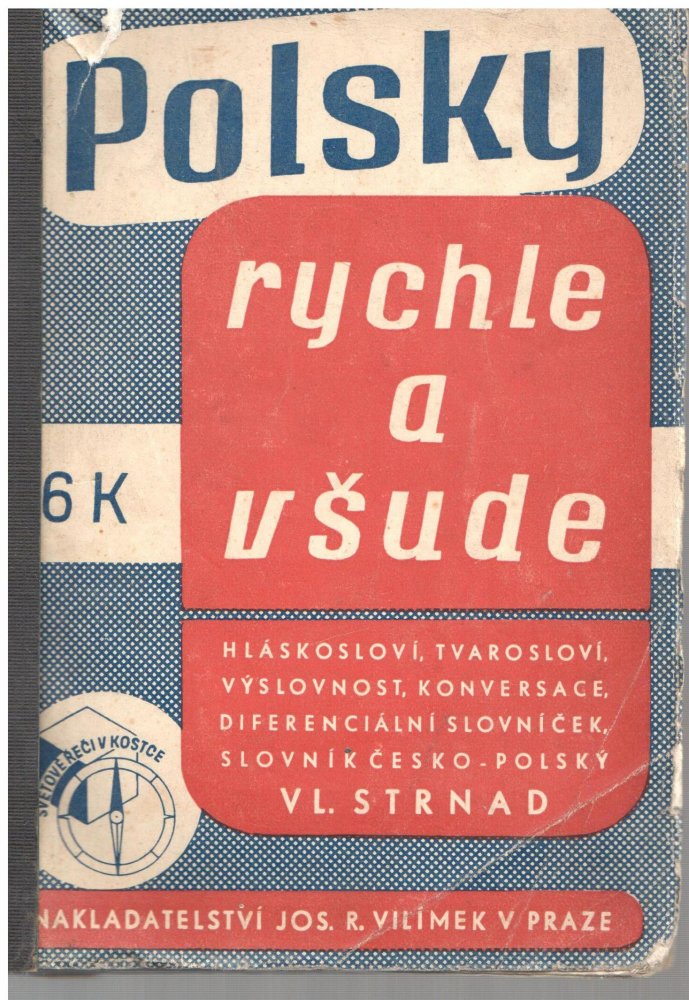 Polsky
rychle
a
všude
6 K
HLÁSKOSLOVÍ, TVAROSLOVÍ,
VÝSLOVNOST, KONVERSACE,
DIFERENCIÁLNÍ SLOVNÍČEK,
SLOVNÍK ČESKO-POLSKÝ
VL. STRNAD
SVĚTOVÉ ŘEČI V KOSTCE
NAKLADATELSTVÍ JOS. R. VILÍMEK V PRAZE